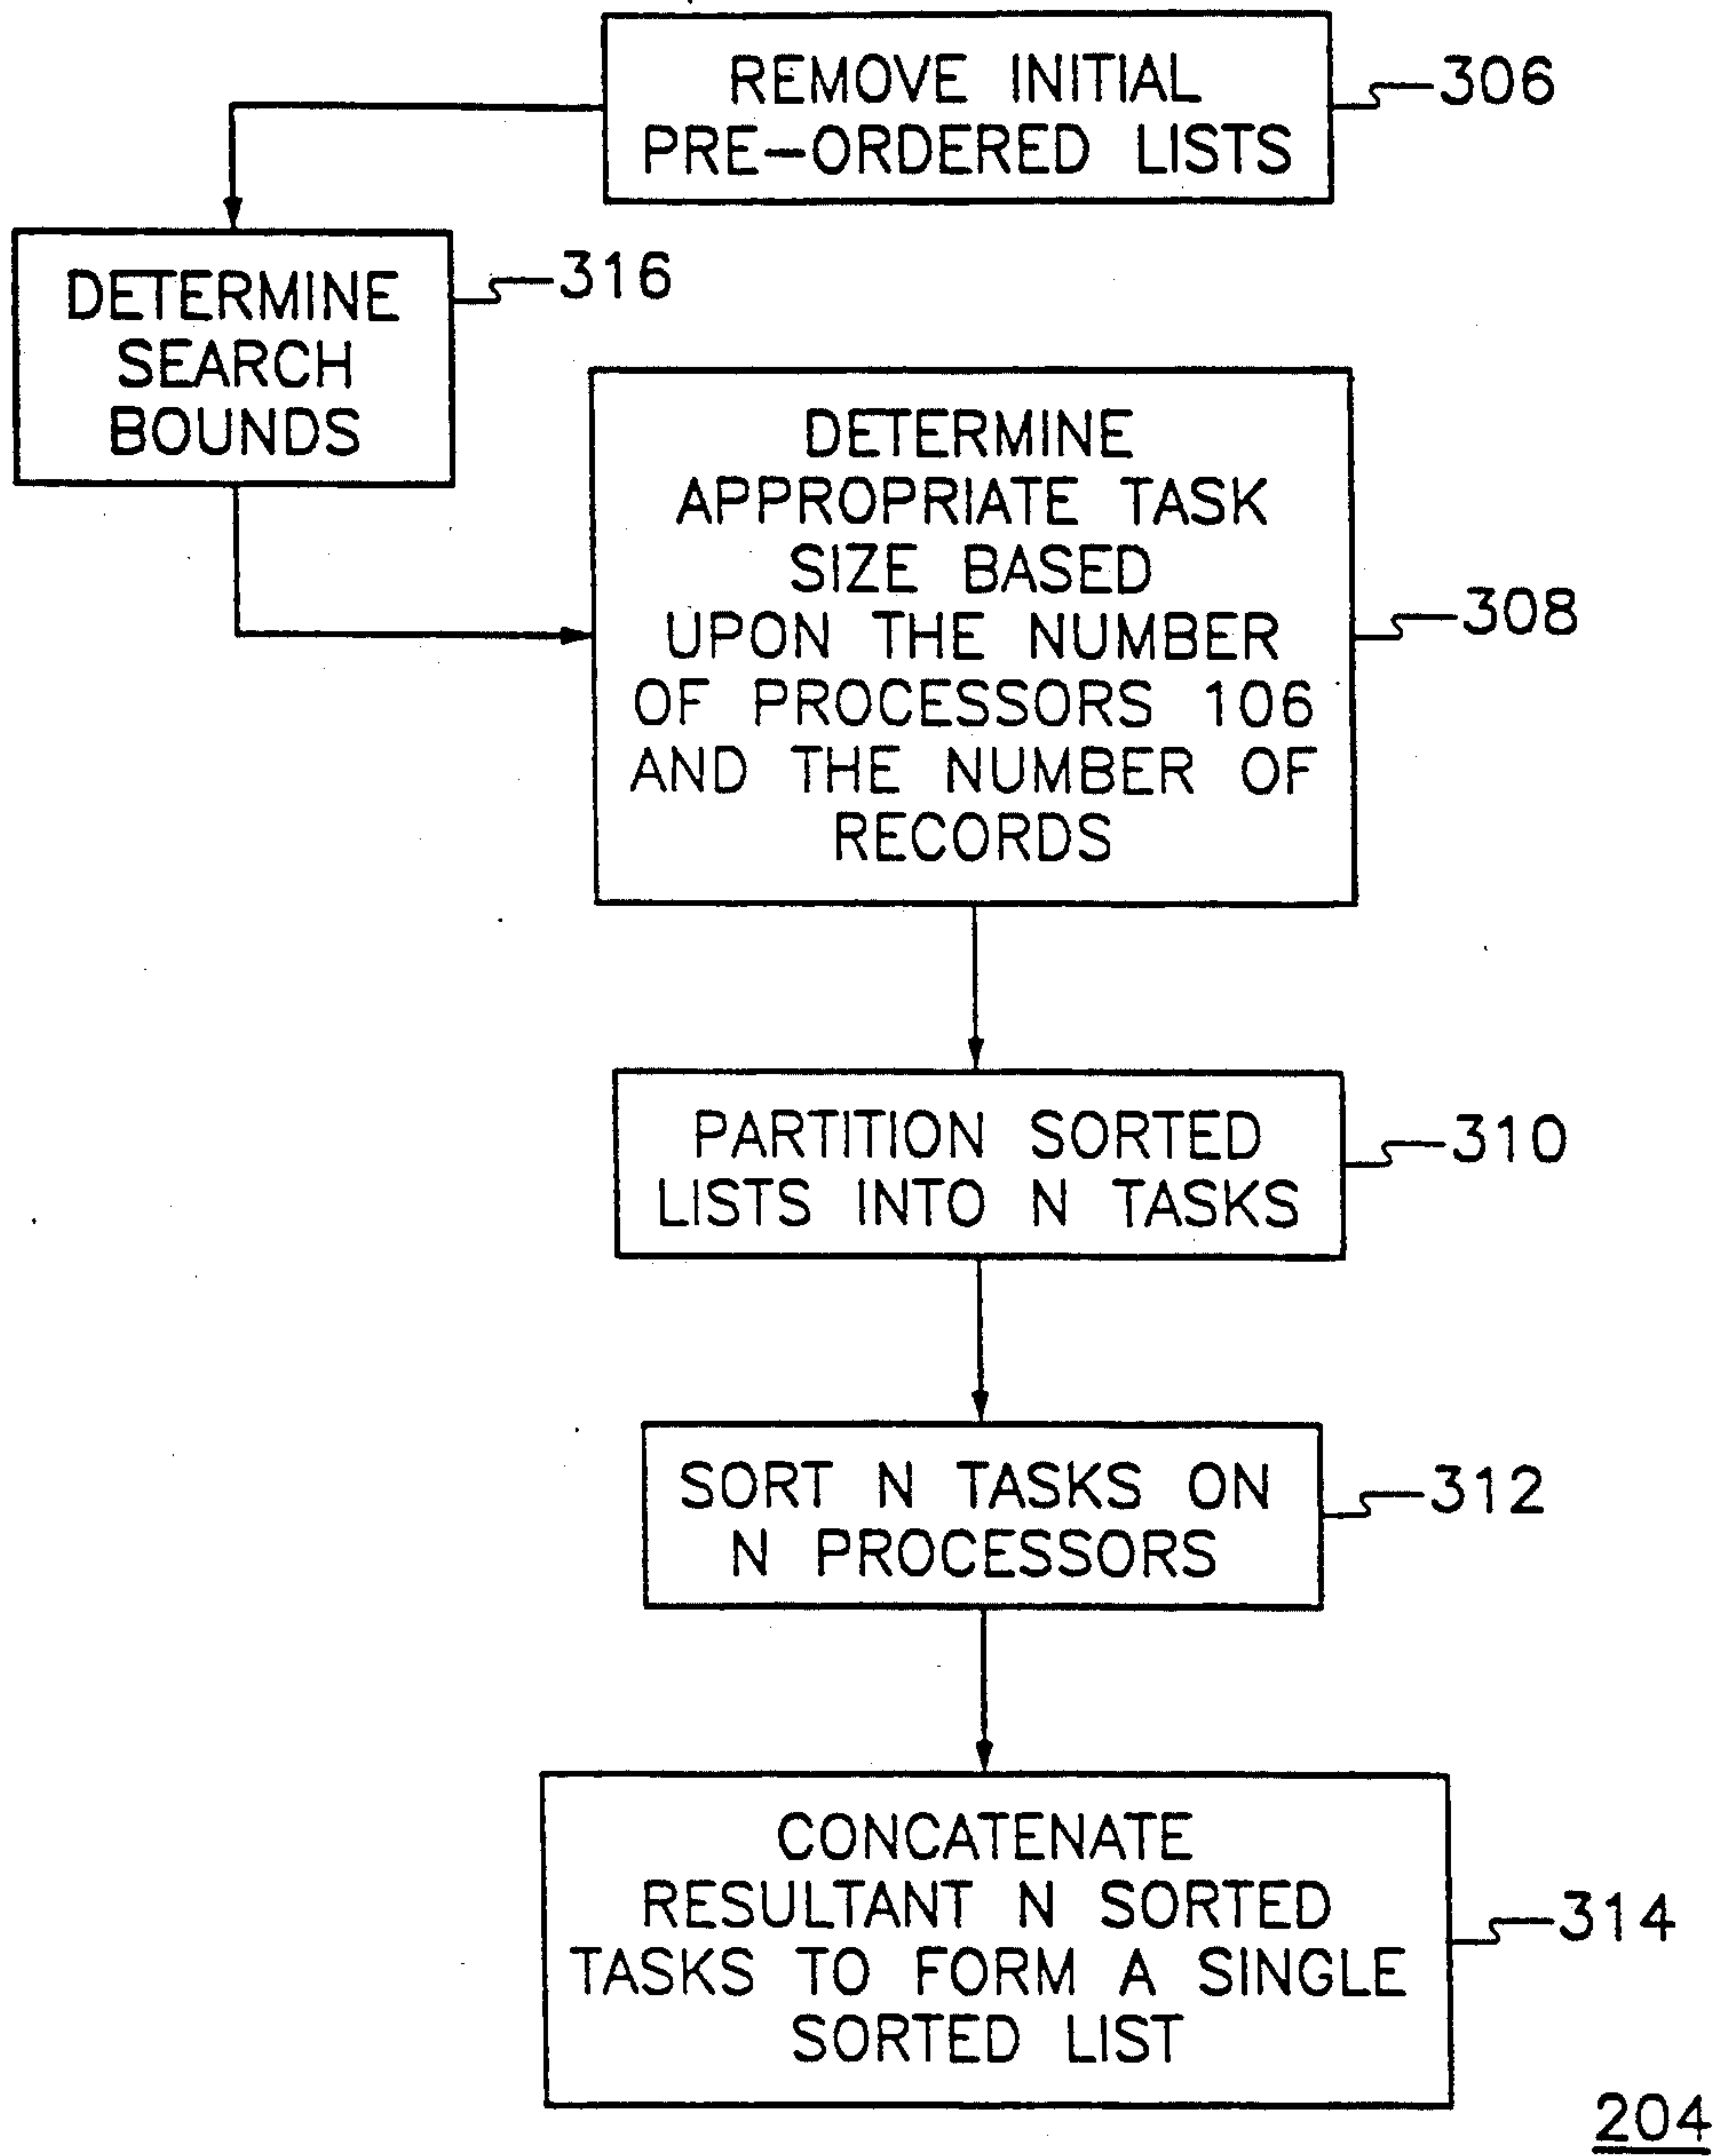 REMOVE INITIAL
PRE-ORDERED LISTS
306
DETERMINE
SEARCH
BOUNDS
316
DETERMINE
APPROPRIATE TASK
SIZE BASED
UPON THE NUMBER
OF PROCESSORS 106
AND THE NUMBER OF
RECORDS
308
PARTITION SORTED
LISTS INTO N TASKS
310
SORT N TASKS ON
N PROCESSORS
312
CONCATENATE
RESULTANT N SORTED
TASKS TO FORM A SINGLE
SORTED LIST
314
204